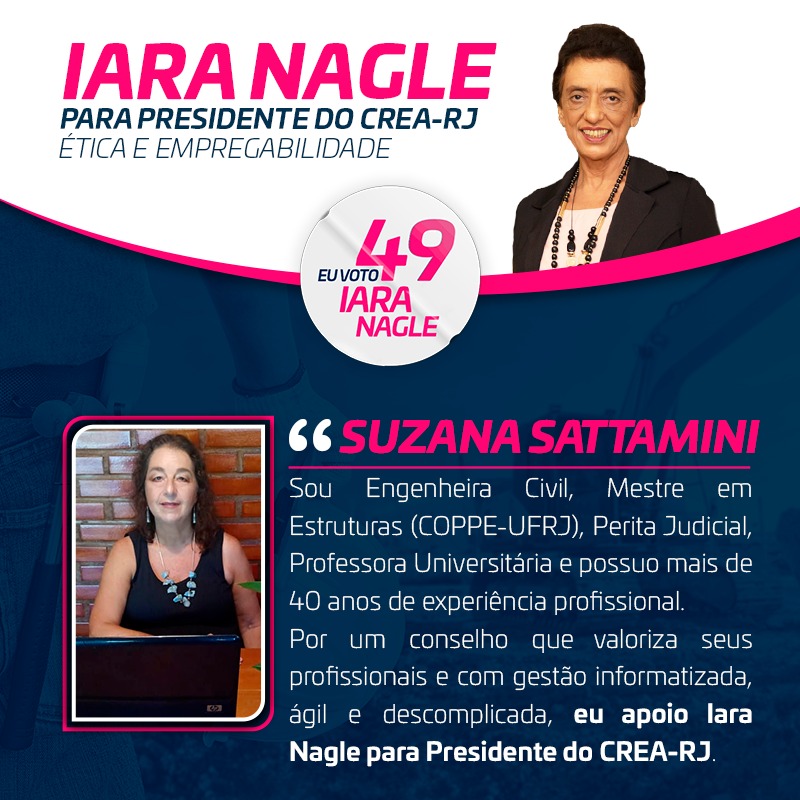 IARA NAGLE
PARA PRESIDENTE DO CREA-RJ
ÉTICA E EMPREGABILIDADE
49
EU VOTO
IARA
NAGLE
“ SUZANA SATTAMINI
Sou Engenheira Civil, Mestre em
Estruturas (COPPE-UFRJ), Perita Judicial,
Professora Universitária e possuo mais de
40 anos de experiência profissional.
Por um conselho que valoriza seus
profissionais e com gestão informatizada,
ágil e descomplicada, eu apoio Iara
Nagle para Presidente do CREA-RJ.
hp